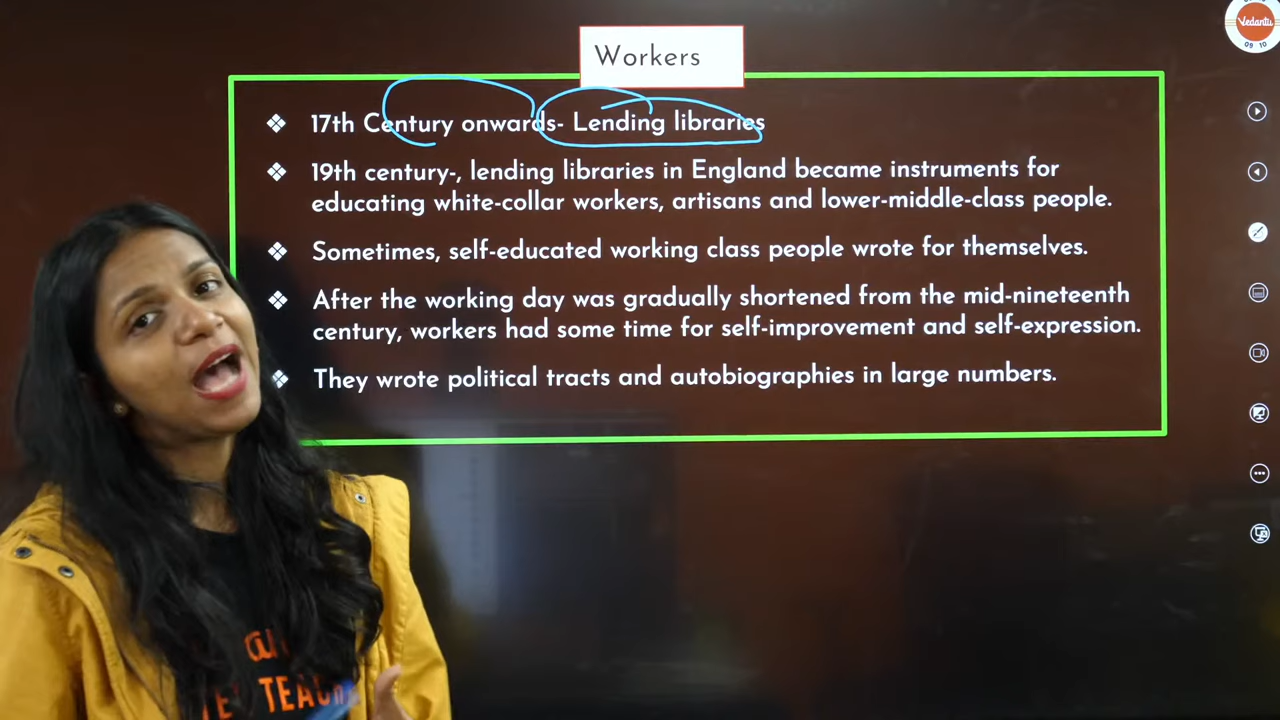 Workers
Vedantu
09 10
❖ 17th Century onwards- Lending libraries
❖ 19th century-, lending libraries in England became instruments for
educating white-collar workers, artisans and lower-middle-class people.
❖ Sometimes, self-educated working class people wrote for themselves.
❖ After the working day was gradually shortened from the mid-nineteenth
century, workers had some time for self-improvement and self-expression.
❖ They wrote political tracts and autobiographies in large numbers.